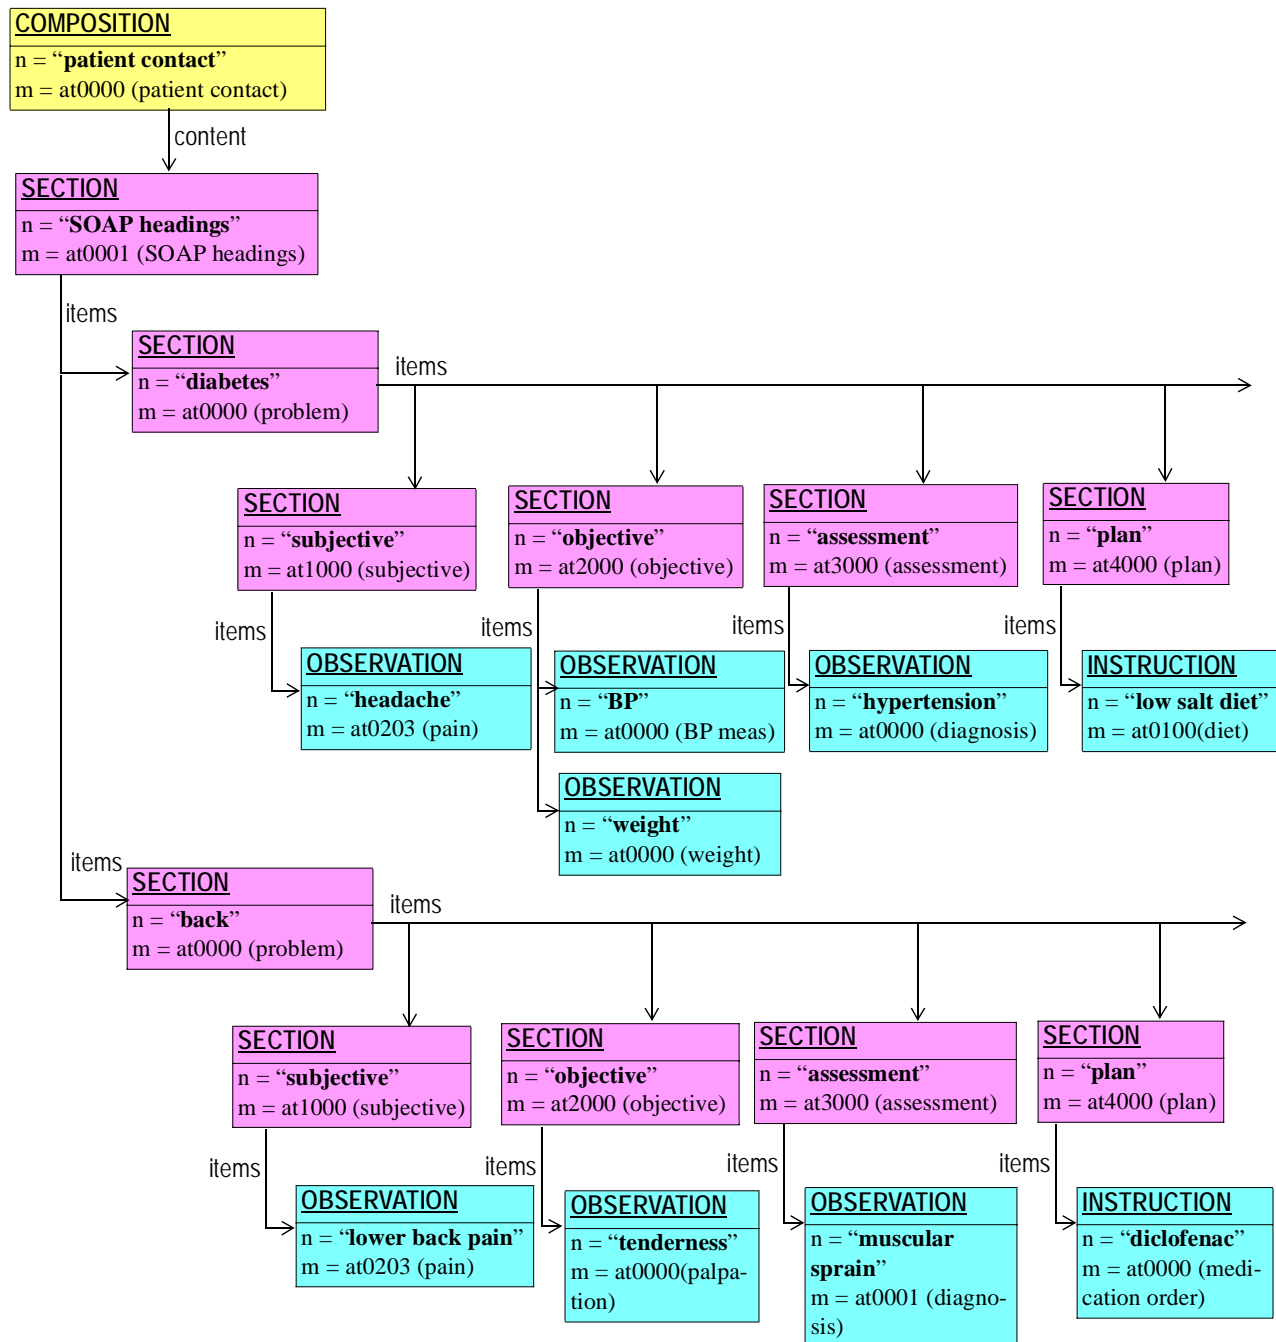 COMPOSITION
n = “patient contact”
m = at0000 (patient contact)
content
SECTION
n = “SOAP headings”
m = at0001 (SOAP headings)
items
SECTION
n = “diabetes”
m = at0000 (problem)
items
SECTION
n = “subjective”
m = at1000 (subjective)
SECTION
n = “objective”
m = at2000 (objective)
SECTION
n = “assessment”
m = at3000 (assessment)
SECTION
n = “plan”
m = at4000 (plan)
items
OBSERVATION
n = “headache”
m = at0203 (pain)
items
OBSERVATION
n = “BP”
m = at0000 (BP meas)
OBSERVATION
n = “weight”
m = at0000 (weight)
items
OBSERVATION
n = “hypertension”
m = at0000 (diagnosis)
items
INSTRUCTION
n = “low salt diet”
m = at0100(diet)
items
SECTION
n = “back”
m = at0000 (problem)
items
SECTION
n = “subjective”
m = at1000 (subjective)
SECTION
n = “objective”
m = at2000 (objective)
SECTION
n = “assessment”
m = at3000 (assessment)
SECTION
n = “plan”
m = at4000 (plan)
items
OBSERVATION
n = “lower back pain”
m = at0203 (pain)
items
OBSERVATION
n = “tenderness”
m = at0000(palpa-
tion)
items
OBSERVATION
n = “muscular
sprain”
m = at0001 (diagno-
sis)
items
INSTRUCTION
n = “diclofenac”
m = at0000 (medi-
cation order)